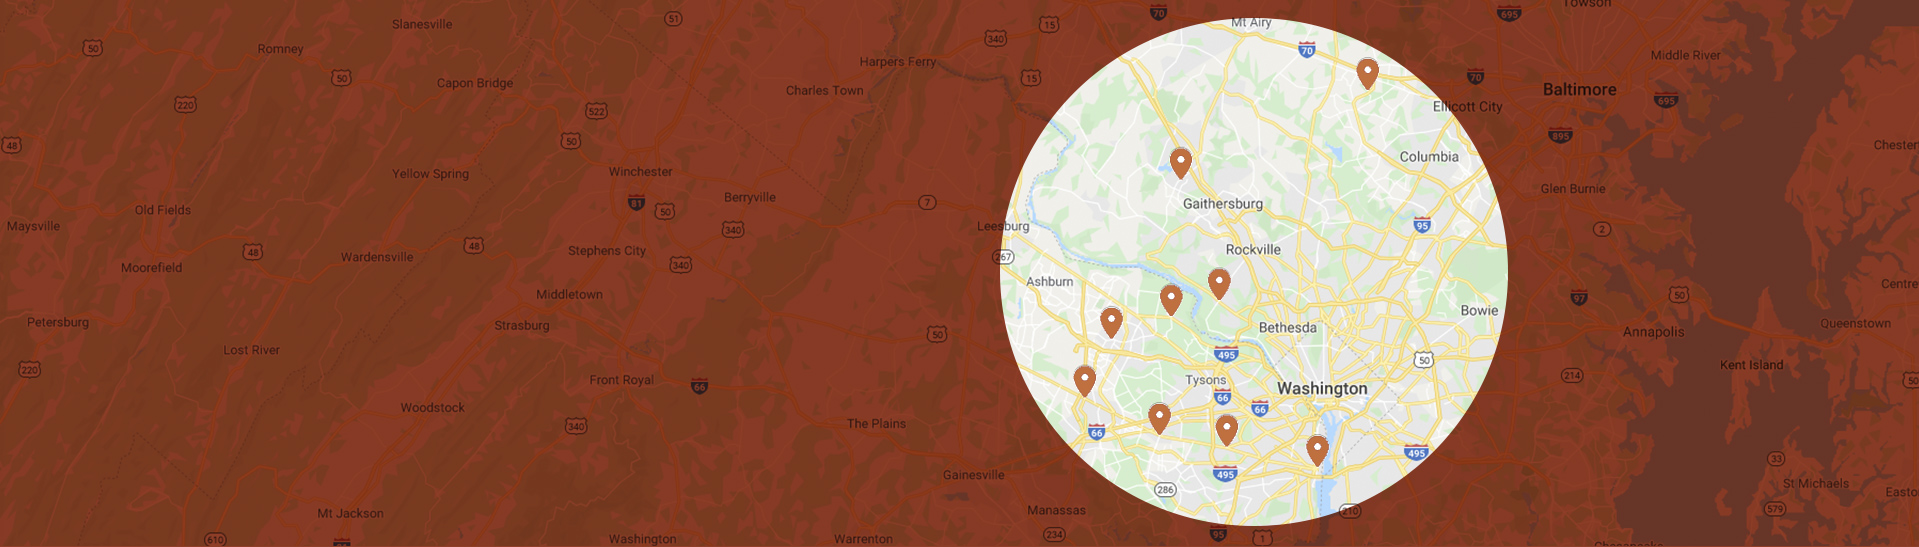 Towson
70
695
51
Slanesville
15
Mt Airy
340
50
Romney
70
Middle River
Harpers Ferry
50
Capon Bridge
15
70
Charles Town
Baltimore
695
220
522
Ellicott City
895
50
48
Chester
Columbia
Winchester
Yellow Spring
Glen Burnie
Berryville
81
7
Gaithersburg
Old Fields
50
Maysville
340
Leesburg
95
2
48
48
Stephens City
Rockville
Wardensville
267
Moorefield
340
Ashburn
Centre
Middletown
97
50
Bowie
Petersburg
Strasburg
Bethesda
Queenstown
50
Annapolis
Lost River
495
50
Kent Island
220
Front Royal
66
Tysons
214
50
Washington
66
66
Woodstock
The Plains
340
66
495
33
Gainesville
495
St Michaels
286
Easto
Mt Jackson
Manassas
210
579
610
Washington
Warrenton
234
95
1